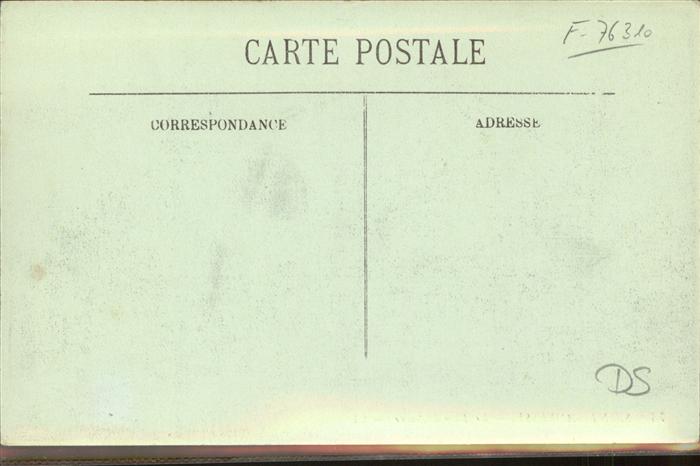 F-76310
CARTE POSTALE
CORRESPONDANCE
ADRESSE
DS